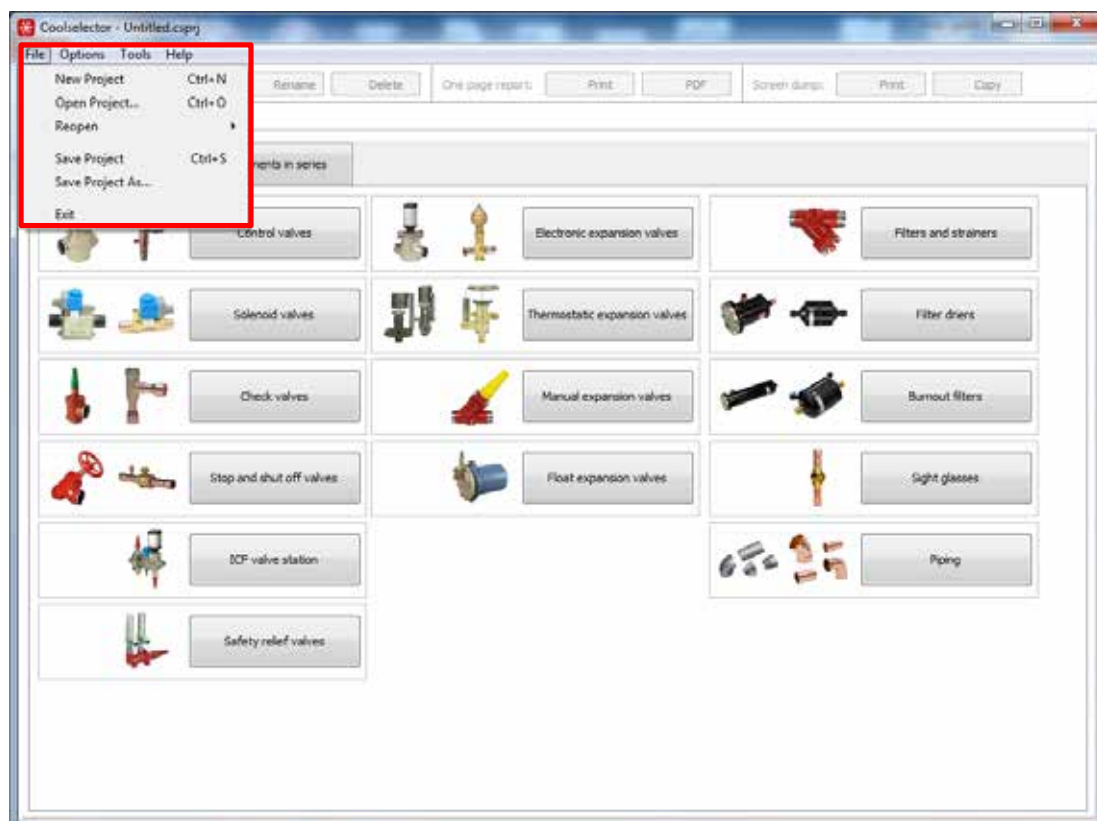 Coolselector - Untitled.csprj
File Options Tools Help
New Project Ctrl+N
Open Project... Ctrl+O
Reopen
Save Project Ctrl+S
Save Project As...
Exit
Rename Delete One page report: Print PDF Screen dump: Print Copy
in series
Control valves Electronic expansion valves Filters and strainers
Solenoid valves Thermostatic expansion valves Filter driers
Check valves Manual expansion valves Burnout filters
Stop and shut off valves Float expansion valves Sight glasses
ICF valve station Piping
Safety relief valves